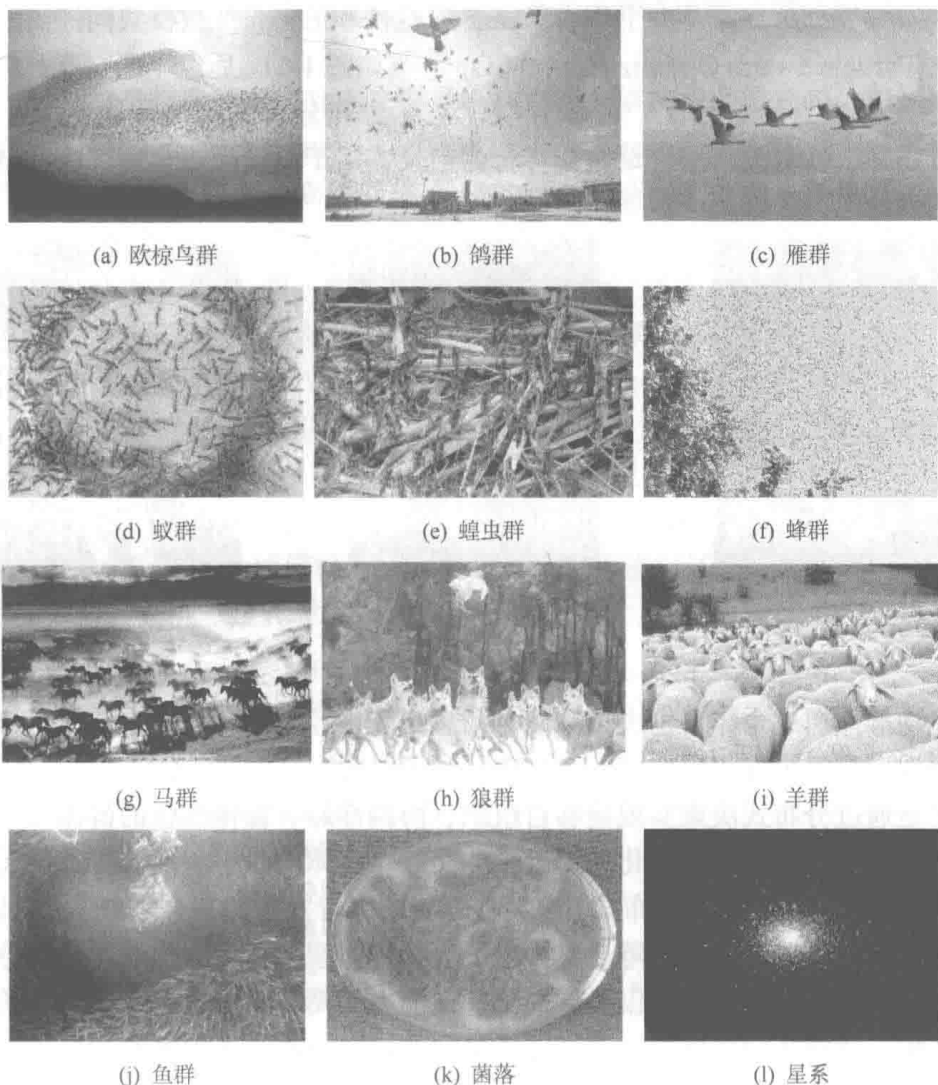 (a) 欧椋鸟群 (b) 鸽群 (c) 雁群
(d) 蚁群 (e) 蝗虫群 (f) 蜂群
(g) 马群 (h) 狼群 (i) 羊群
(j) 鱼群 (k) 菌落 (l) 星系